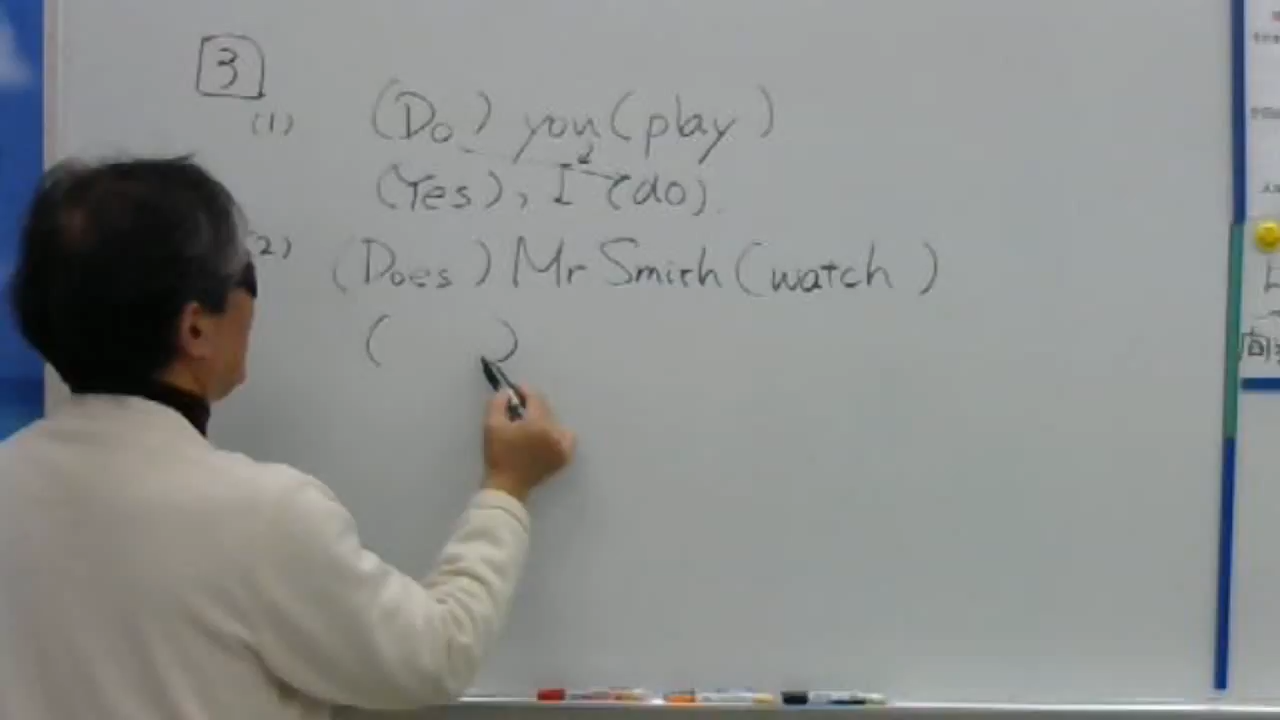 3
(1) (Do) you (play )
(Yes), I (do).
(2) (Does) Mr Smith (watch )
( )